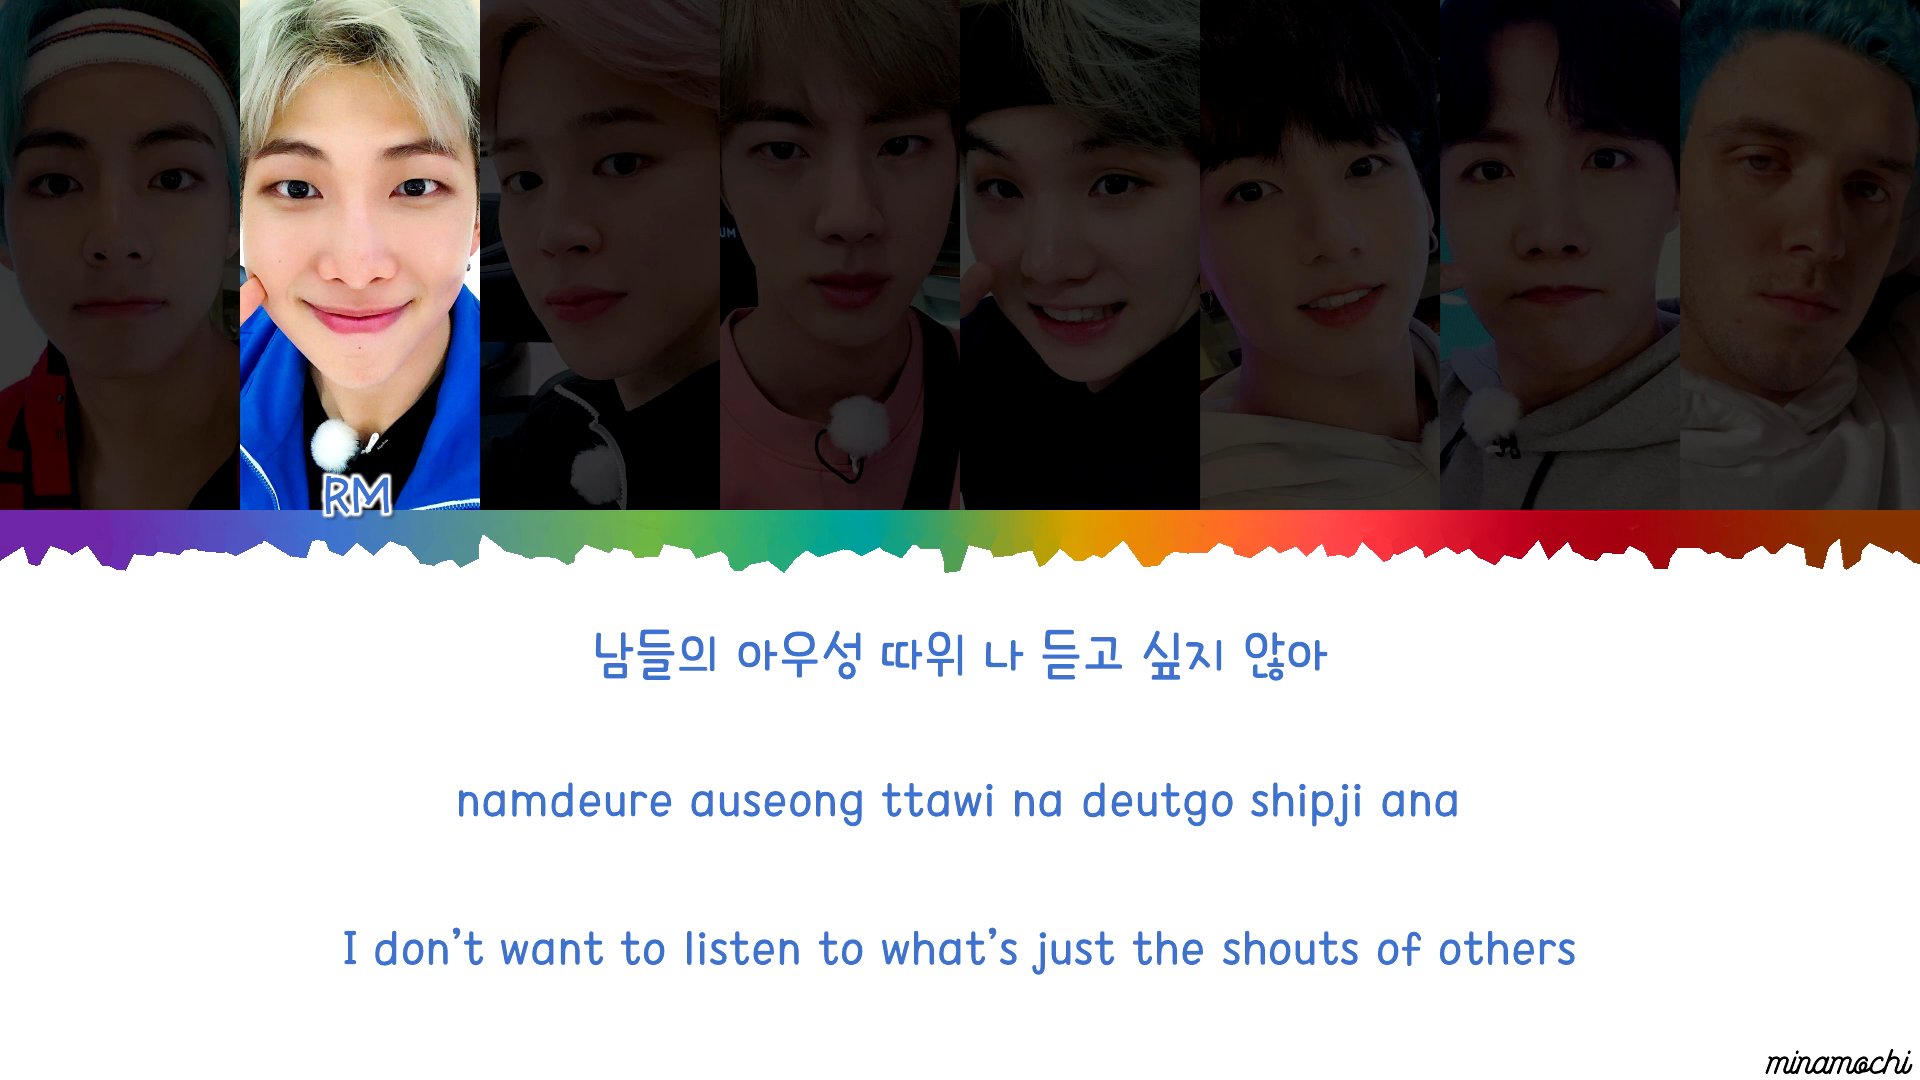 UM
RM
남들의 아우성 따위 나 듣고 싶지 않아
namdeure auseong ttawi na deutgo shipji ana
I don't want to listen to what's just the shouts of others
minamochi